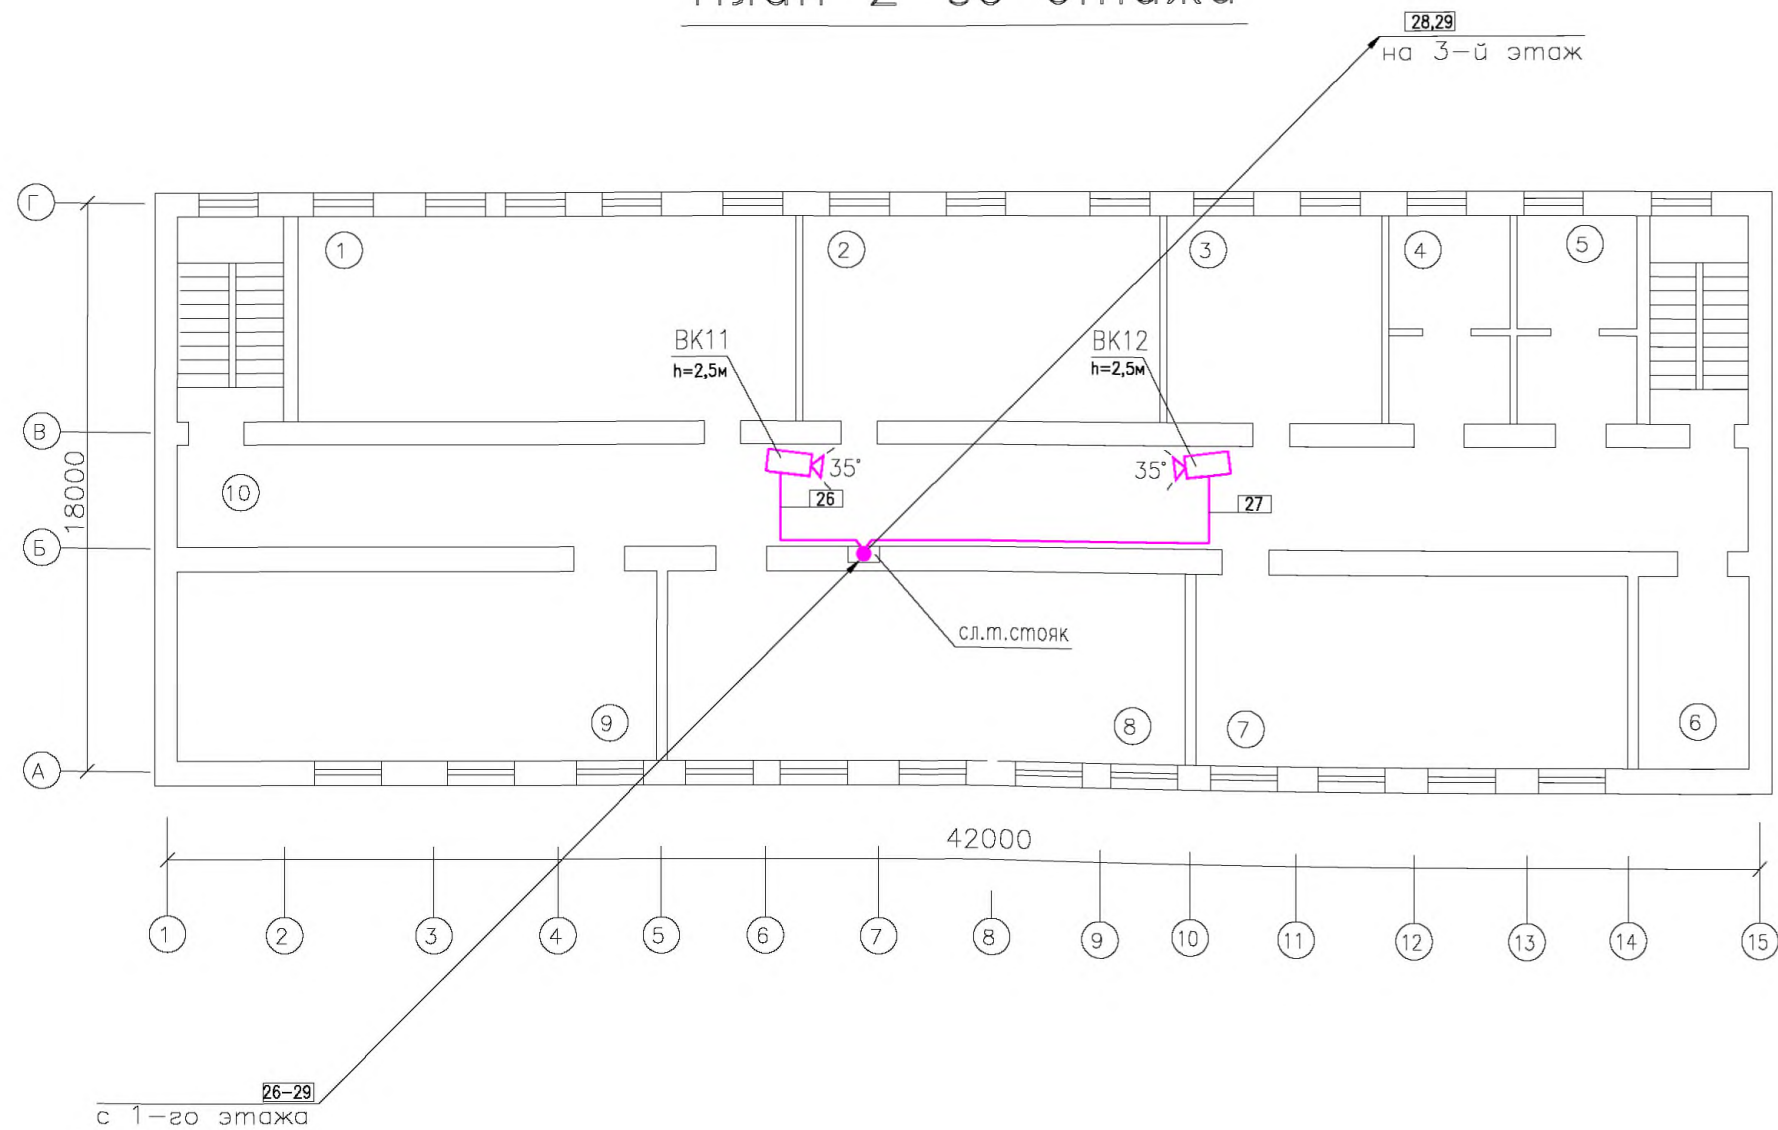 План 2-го этажа
28,29
на 3-й этаж
Г
1
2
3
4
5
ВК11
h=2,5м
ВК12
h=2,5м
В
18000
35°
35°
10
26
27
Б
сл.т.стояк
9
8
7
6
А
42000
1
2
3
4
5
6
7
8
9
10
11
12
13
14
15
26-29
с 1-го этажа